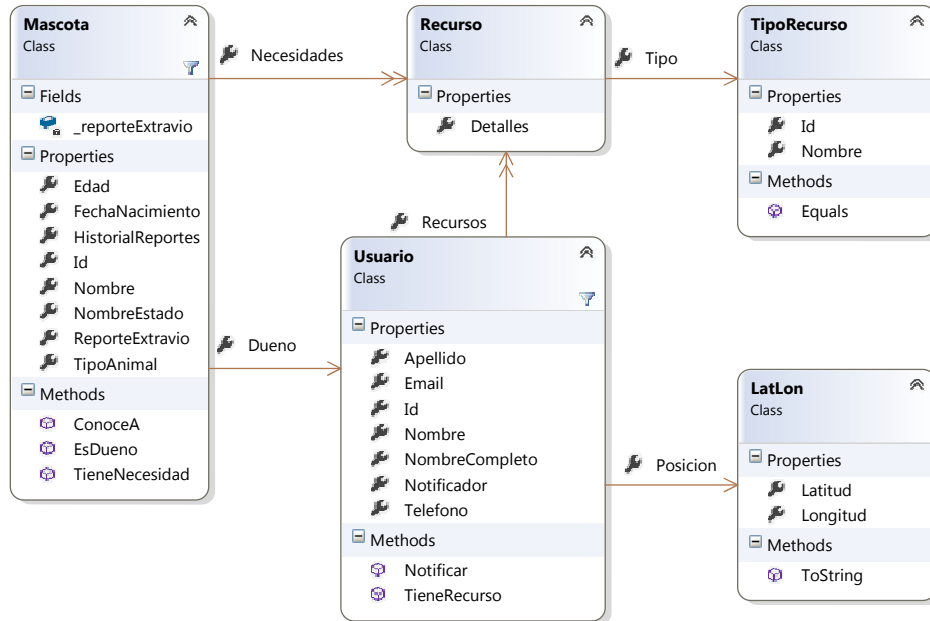 Mascota
Class
Fields
_reporteExtravio
Properties
Edad
FechaNacimiento
HistorialReportes
Id
Nombre
NombreEstado
ReporteExtravio
TipoAnimal
Methods
ConoceA
EsDueno
TieneNecesidad
Necesidades
Recurso
Class
Properties
Detalles
Tipo
TipoRecurso
Class
Properties
Id
Nombre
Methods
Equals
Recursos
Dueno
Usuario
Class
Properties
Apellido
Email
Id
Nombre
NombreCompleto
Notificador
Telefono
Methods
Notificar
TieneRecurso
Posicion
LatLon
Class
Properties
Latitud
Longitud
Methods
ToString